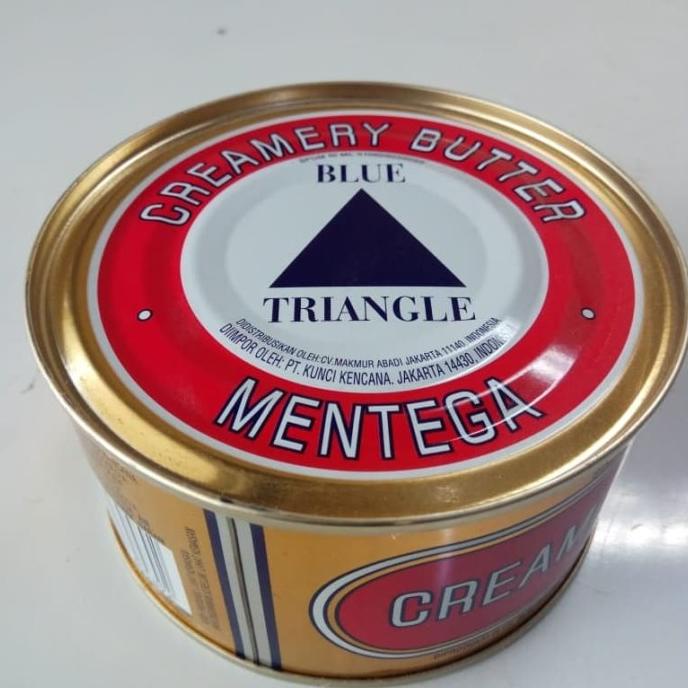 CREAMERY BUTTER
BLUE
TRIANGLE
DIDISTRIBUSIKAN OLEH:CV.MAKMUR ABADI JAKARTA 11140, INDONESIA
DIIMPOR OLEH: PT. KUNCI KENCANA. JAKARTA 14430,
MENTEGA
CREAM